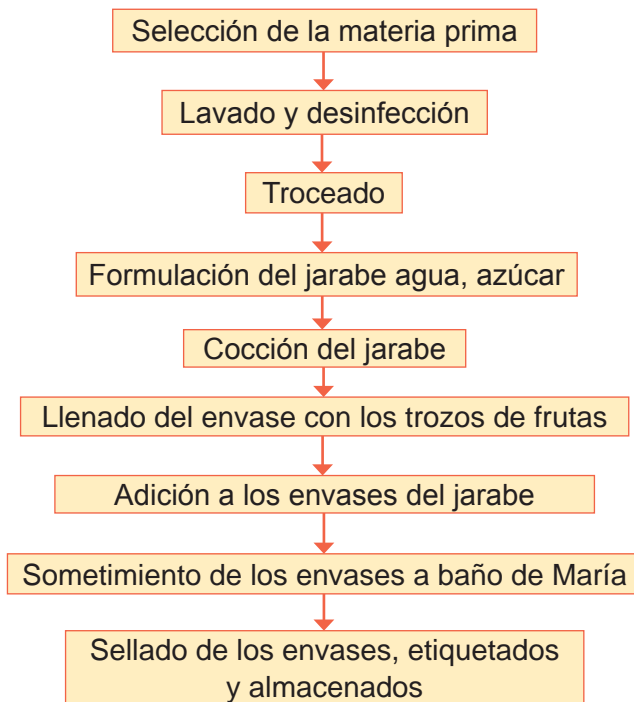 Selección de la materia prima
Lavado y desinfección
Troceado
Formulación del jarabe agua, azúcar
Cocción del jarabe
Llenado del envase con los trozos de frutas
Adición a los envases del jarabe
Sometimiento de los envases a baño de María
Sellado de los envases, etiquetados
y almacenados